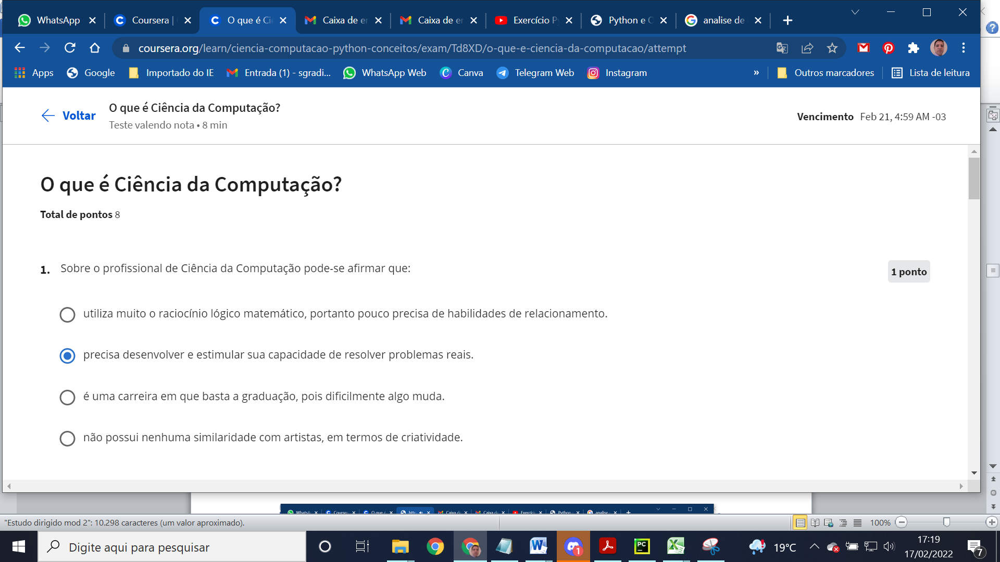 WhatsApp
Coursera |
O que é Ci
Caixa de er
Caixa de er
Exercício P
Python e C
analise de
coursera.org/learn/ciencia-computacao-python-conceitos/exam/Td8XD/o-que-e-ciencia-da-computacao/attempt
Apps
Google
Importado do IE
Entrada (1) - sgradi...
WhatsApp Web
Canva
Telegram Web
Instagram
»
Outros marcadores
Lista de leitura
Voltar
O que é Ciência da Computação?
Teste valendo nota • 8 min
Vencimento Feb 21, 4:59 AM -03
O que é Ciência da Computação?
Total de pontos 8
1. Sobre o profissional de Ciência da Computação pode-se afirmar que:
1 ponto
utiliza muito o raciocínio lógico matemático, portanto pouco precisa de habilidades de relacionamento.
precisa desenvolver e estimular sua capacidade de resolver problemas reais.
é uma carreira em que basta a graduação, pois dificilmente algo muda.
não possui nenhuma similaridade com artistas, em termos de criatividade.
"Estudo dirigido mod 2": 10.298 caracteres (um valor aproximado).
100%
Digite aqui para pesquisar
1
PC
19°C
17:19
17/02/2022
7